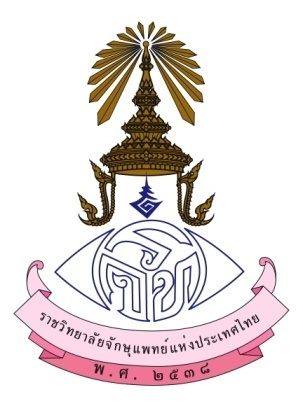 จ
ราชวิทยาลัยจักษุแพทย์แห่งประเทศไทย
พ.ศ. ๒๕๓๘